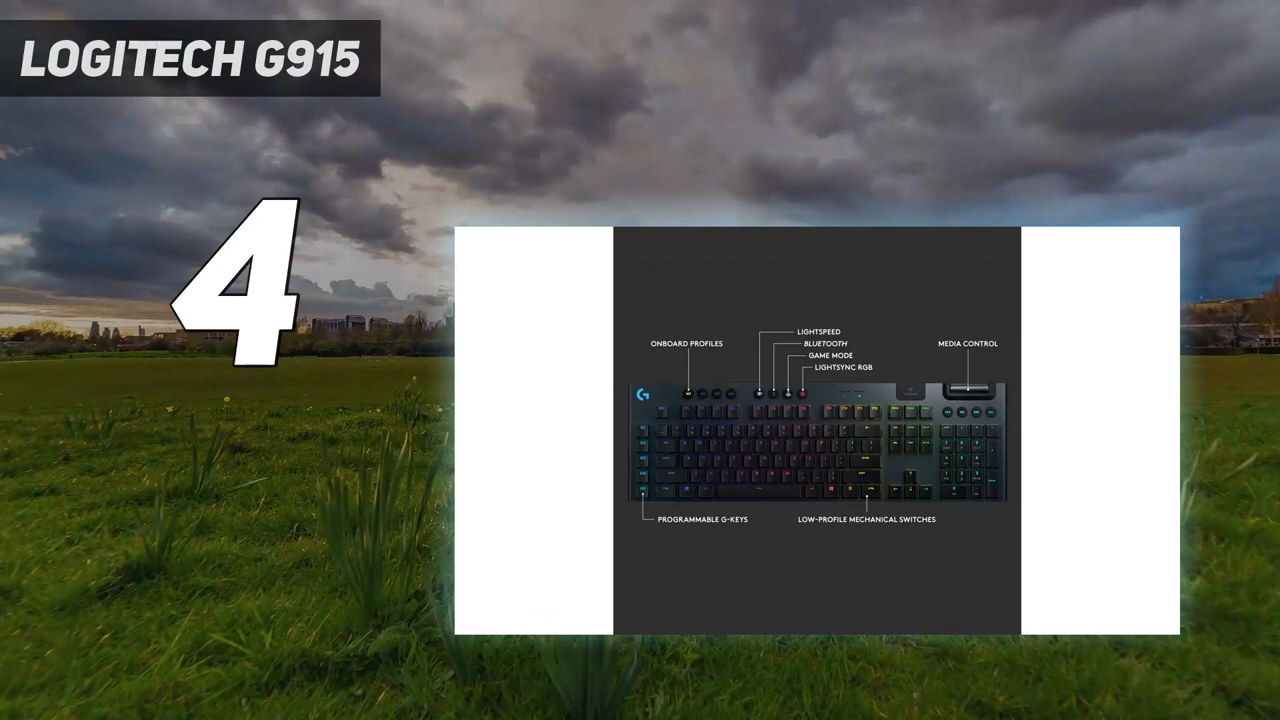 LOGITECH G915
4
LIGHTSPEED
ONBOARD PROFILES
BLUETOOTH
MEDIA CONTROL
GAME MODE
LIGHTSYNC RGB
PROGRAMMABLE G-KEYS
LOW-PROFILE MECHANICAL SWITCHES